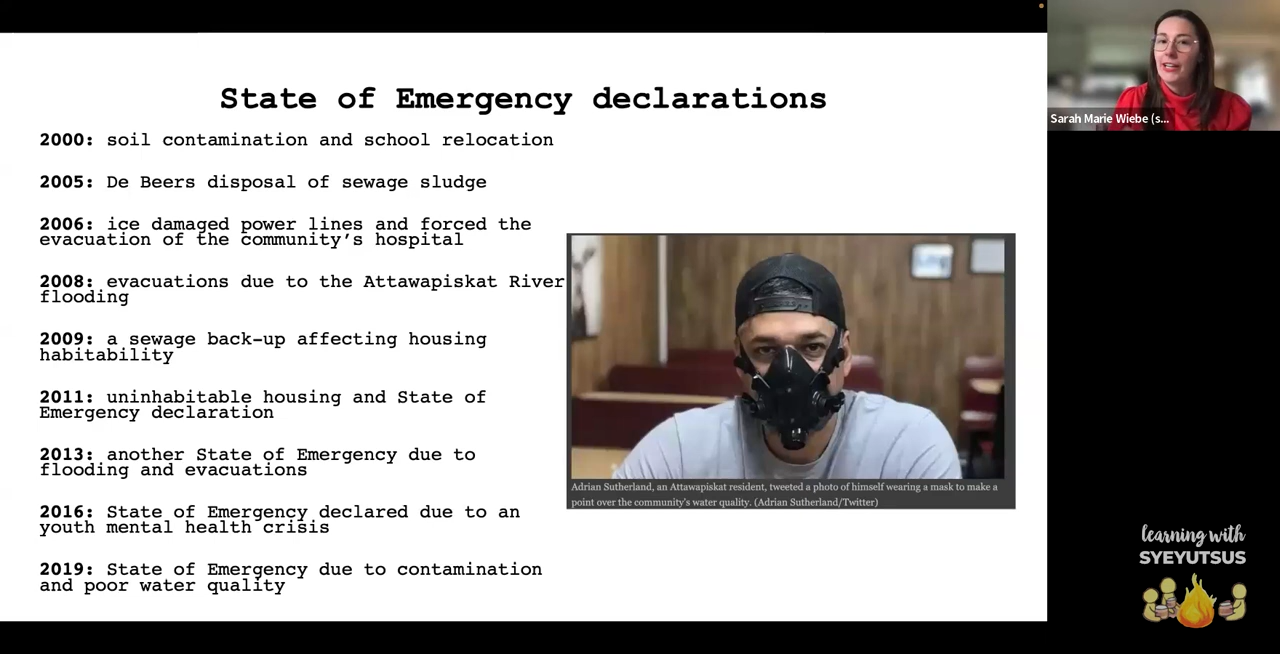 State of Emergency declarations
2000: soil contamination and school relocation
2005: De Beers disposal of sewage sludge
2006: ice damaged power lines and forced the
evacuation of the community’s hospital
2008: evacuations due to the Attawapiskat River
flooding
2009: a sewage back-up affecting housing
habitability
2011: uninhabitable housing and State of
Emergency declaration
2013: another State of Emergency due to
flooding and evacuations
2016: State of Emergency declared due to an
youth mental health crisis
2019: State of Emergency due to contamination
and poor water quality
Adrian Sutherland, an Attawapiskat resident, tweeted a photo of himself wearing a mask to make a
point over the community's water quality. (Adrian Sutherland/Twitter)
Sarah Marie Wiebe (s...
learning with
SYEYUTSUS